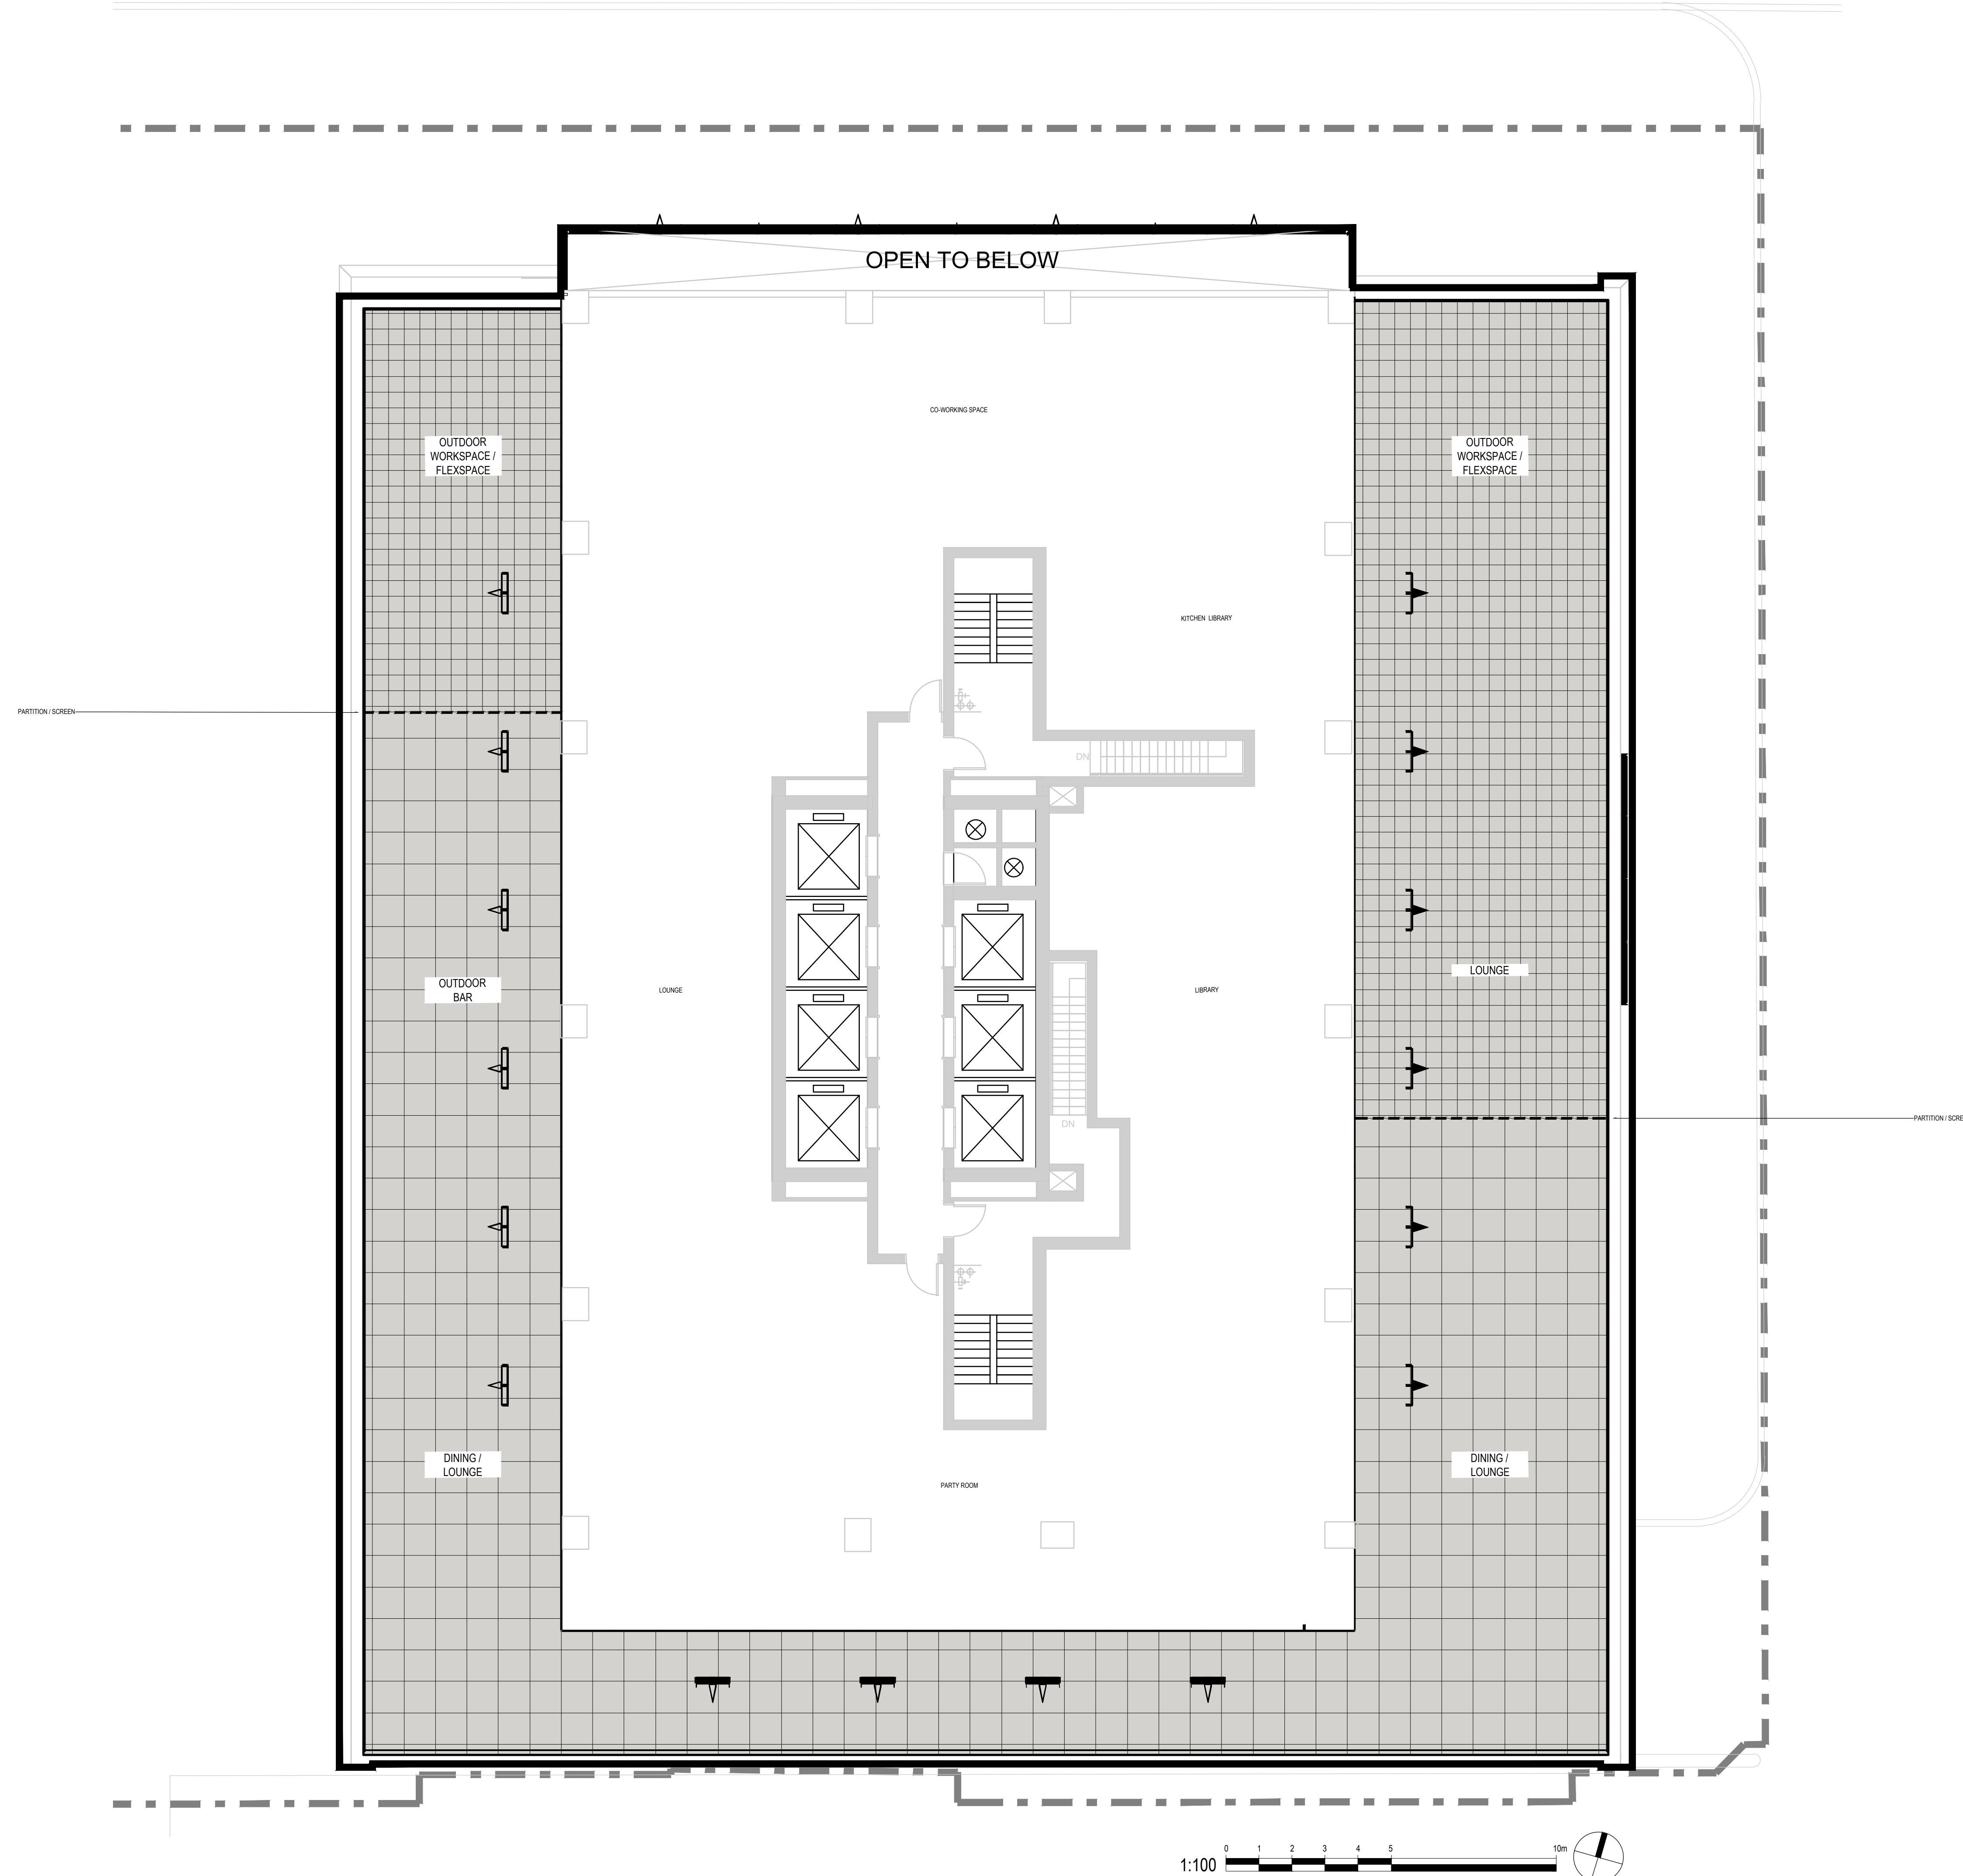 OPEN TO BELOW
CO-WORKING SPACE
OUTDOOR
WORKSPACE /
FLEXSPACE
OUTDOOR
WORKSPACE /
FLEXSPACE
KITCHEN LIBRARY
PARTITION / SCREEN
DN
OUTDOOR
BAR
LOUNGE
LIBRARY
LOUNGE
PARTITION / SCRE
DN
DINING /
LOUNGE
DINING /
LOUNGE
PARTY ROOM
0 1 2 3 4 5 10m
1:100